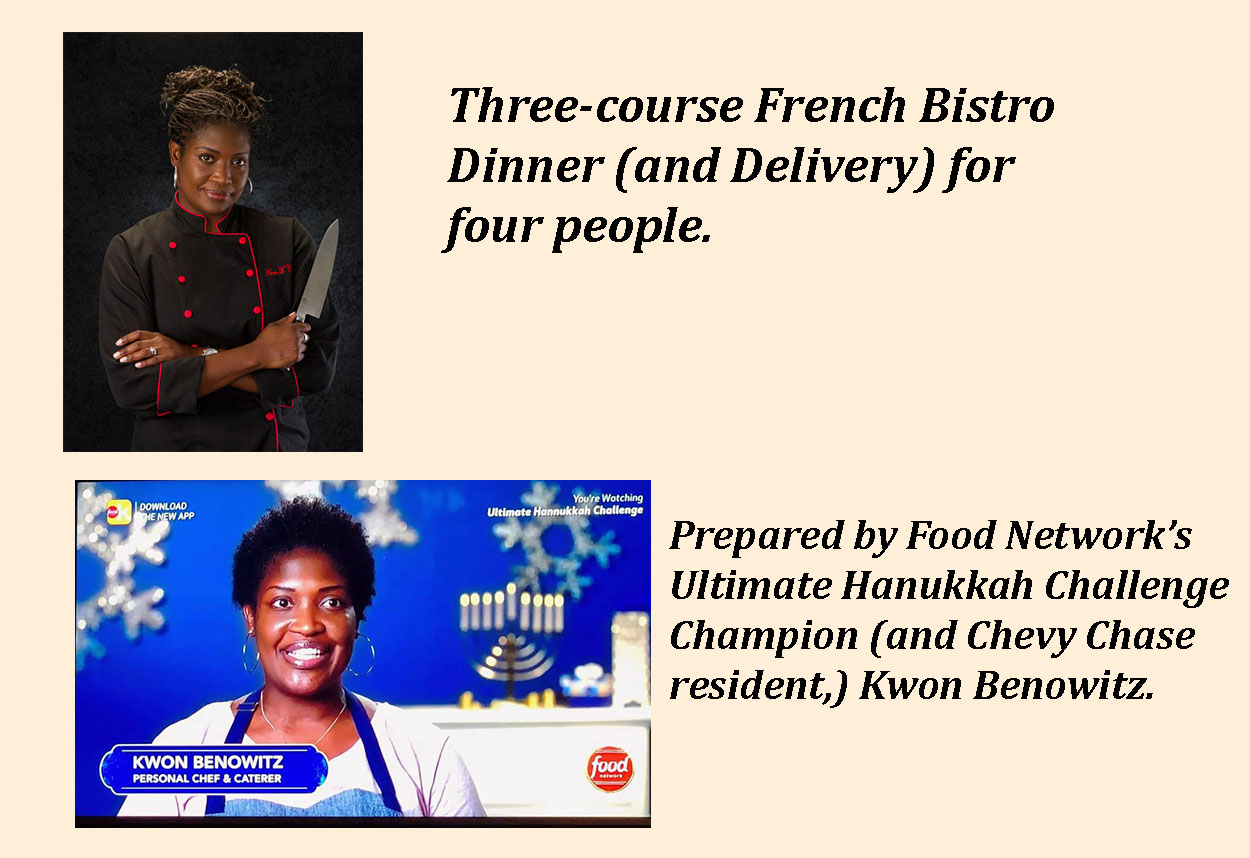 Three-course French Bistro
Dinner (and Delivery) for
four people.
DOWNLOAD
THE NEW APP
You're Watching
Ultimate Hannukkah Challenge
KWON BENOWITZ
PERSONAL CHEF & CATERER
food
network
Prepared by Food Network's
Ultimate Hanukkah Challenge
Champion (and Chevy Chase
resident,) Kwon Benowitz.